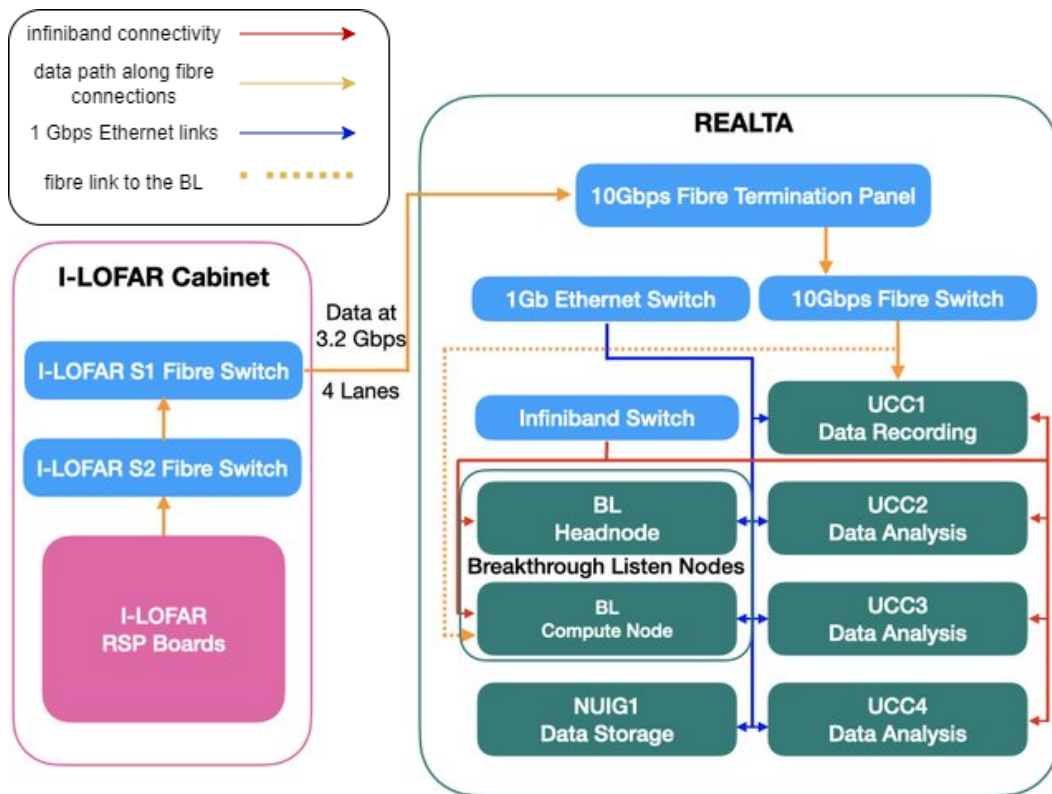 infiniband connectivity
data path along fibre
connections
1 Gbps Ethernet links
fibre link to the BL
I-LOFAR Cabinet
I-LOFAR S1 Fibre Switch
I-LOFAR S2 Fibre Switch
I-LOFAR
RSP Boards
Data at
3.2 Gbps
4 Lanes
REALTA
10Gbps Fibre Termination Panel
1Gb Ethernet Switch
10Gbps Fibre Switch
Infiniband Switch
UCC1
Data Recording
BL
Headnode
UCC2
Data Analysis
Breakthrough Listen Nodes
BL
Compute Node
UCC3
Data Analysis
NUIG1
Data Storage
UCC4
Data Analysis